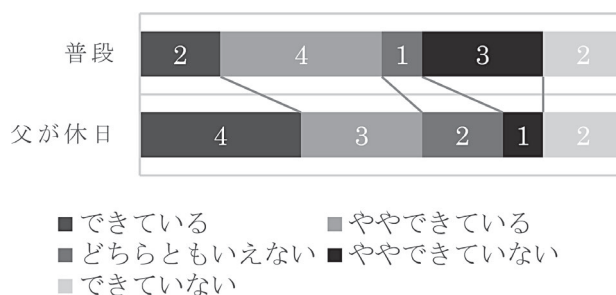 普段 2 4 1 3 2
父が休日 4 3 2 1 2
■できている ■ややできている
■どちらともいえない ■ややできていない
■できていない